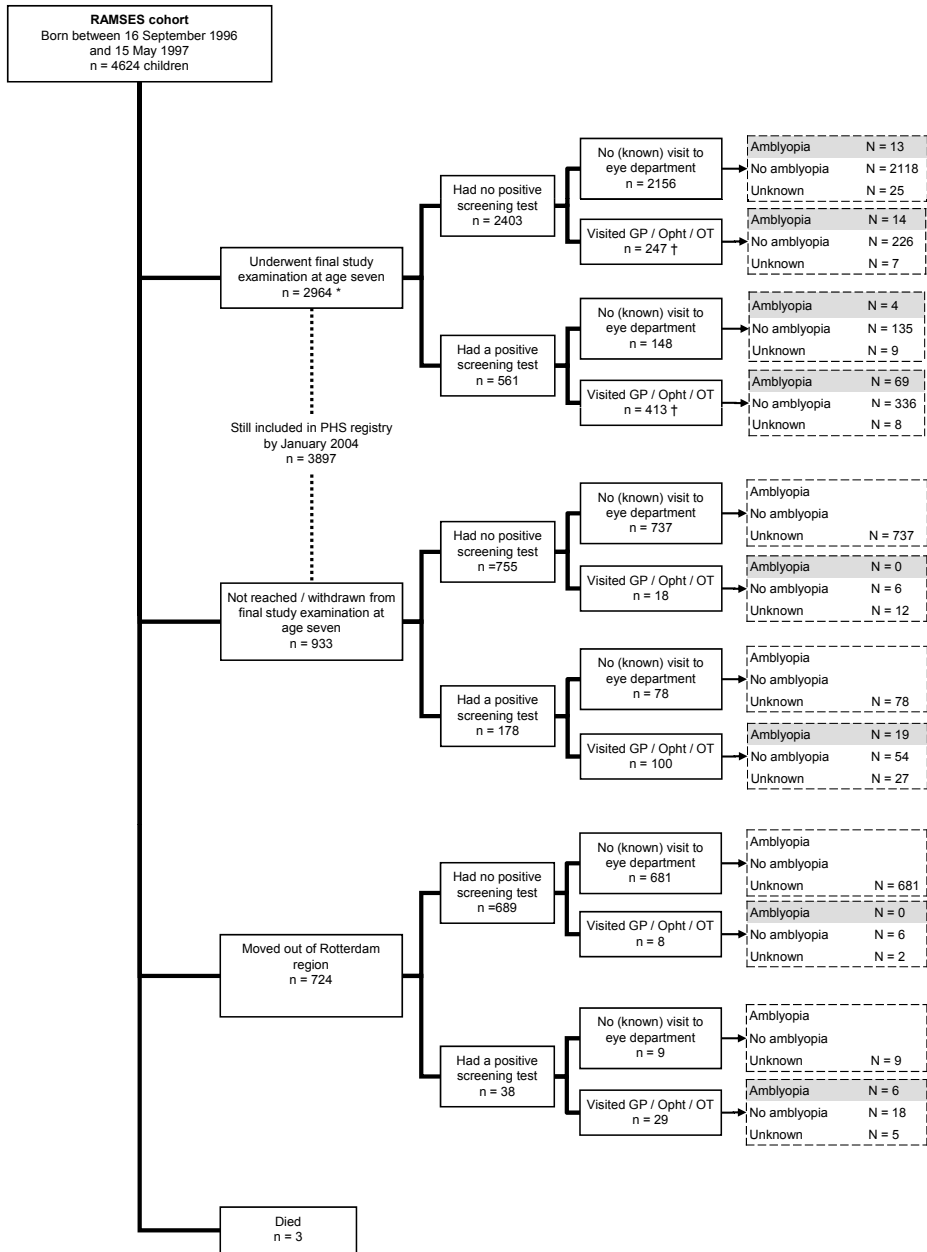 RAMSES cohort
Born between 16 September 1996
and 15 May 1997
n = 4624 children
Underwent final study
examination at age seven
n = 2964 *
Had no positive
screening test
n = 2403
No (known) visit to
eye department
n = 2156
Amblyopia N = 13
No amblyopia N = 2118
Unknown N = 25
Visited GP / Opht / OT
n = 247 †
Amblyopia N = 14
No amblyopia N = 226
Unknown N = 7
Had a positive
screening test
n = 561
No (known) visit to
eye department
n = 148
Amblyopia N = 4
No amblyopia N = 135
Unknown N = 9
Visited GP / Opht / OT
n = 413 †
Amblyopia N = 69
No amblyopia N = 336
Unknown N = 8
Still included in PHS registry
by January 2004
n = 3897
Not reached / withdrawn from
final study examination at
age seven
n = 933
Had no positive
screening test
n =755
No (known) visit to
eye department
n = 737
Amblyopia
No amblyopia
Unknown N = 737
Visited GP / Opht / OT
n = 18
Amblyopia N = 0
No amblyopia N = 6
Unknown N = 12
Had a positive
screening test
n = 178
No (known) visit to
eye department
n = 78
Amblyopia
No amblyopia
Unknown N = 78
Visited GP / Opht / OT
n = 100
Amblyopia N = 19
No amblyopia N = 54
Unknown N = 27
Moved out of Rotterdam
region
n = 724
Had no positive
screening test
n =689
No (known) visit to
eye department
n = 681
Amblyopia
No amblyopia
Unknown N = 681
Visited GP / Opht / OT
n = 8
Amblyopia N = 0
No amblyopia N = 6
Unknown N = 2
Had a positive
screening test
n = 38
No (known) visit to
eye department
n = 9
Amblyopia
No amblyopia
Unknown N = 9
Visited GP / Opht / OT
n = 29
Amblyopia N = 6
No amblyopia N = 18
Unknown N = 5
Died
n = 3